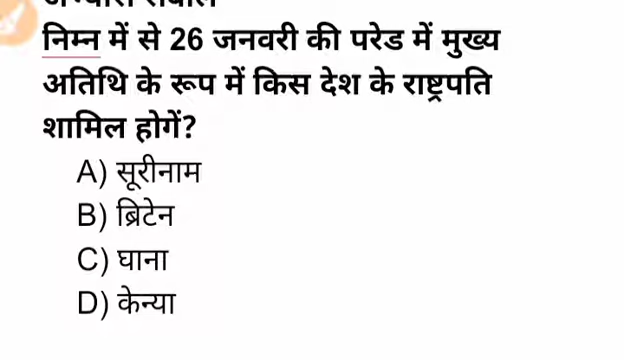 निम्न में से 26 जनवरी की परेड में मुख्य
अतिथि के रूप में किस देश के राष्ट्रपति
शामिल होगें?
A) सूरीनाम
B) ब्रिटेन
C) घाना
D) केन्या